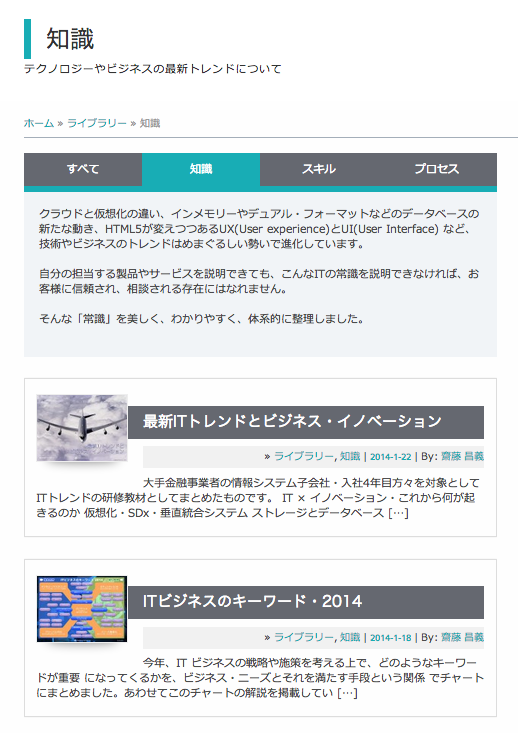 知識
テクノロジーやビジネスの最新トレンドについて
ホーム » ライブラリー » 知識
すべて 知識 スキル プロセス
クラウドと仮想化の違い、インメモリーやデュアル・フォーマットなどのデータベースの
新たな動き、HTML5が変えつつあるUX(User experience)とUI(User Interface) など、
技術やビジネスのトレンドはめまぐるしい勢いで進化しています。
自分の担当する製品やサービスを説明できても、こんなITの常識を説明できなければ、お
客様に信頼され、相談される存在にはなれません。
そんな「常識」を美しく、わかりやすく、体系的に整理しました。
最新ITトレンドとビジネス・イノベーション
» ライブラリー, 知識 | 2014-1-22 | By: 齋藤 昌義
大手金融事業者の情報システム子会社・入社4年目方々を対象として
ITトレンドの研修教材としてまとめたものです。 IT × イノベーション・これから何が起
きるのか 仮想化・SDx・垂直統合システム ストレージとデータベース […]
ITビジネスのキーワード・2014
» ライブラリー, 知識 | 2014-1-18 | By: 齋藤 昌義
今年、IT ビジネスの戦略や施策を考える上で、どのようなキーワー
ドが重要 になってくるかを、ビジネス・ニーズとそれを満たす手段という関係 でチャート
にまとめました。あわせてこのチャートの解説を掲載してい […]